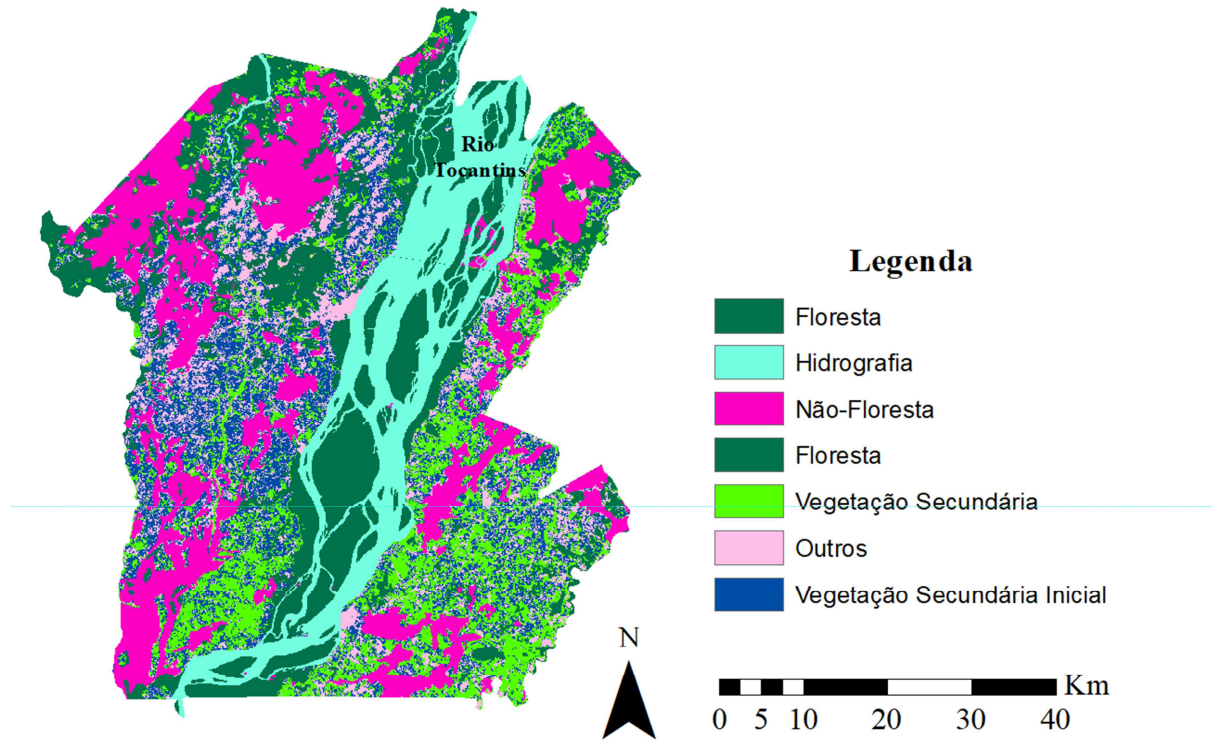 Rio
Tocantins
Legenda
Floresta
Hidrografia
Não-Floresta
Floresta
Vegetação Secundária
Outros
Vegetação Secundária Inicial
N
Km
0 5 10 20 30 40